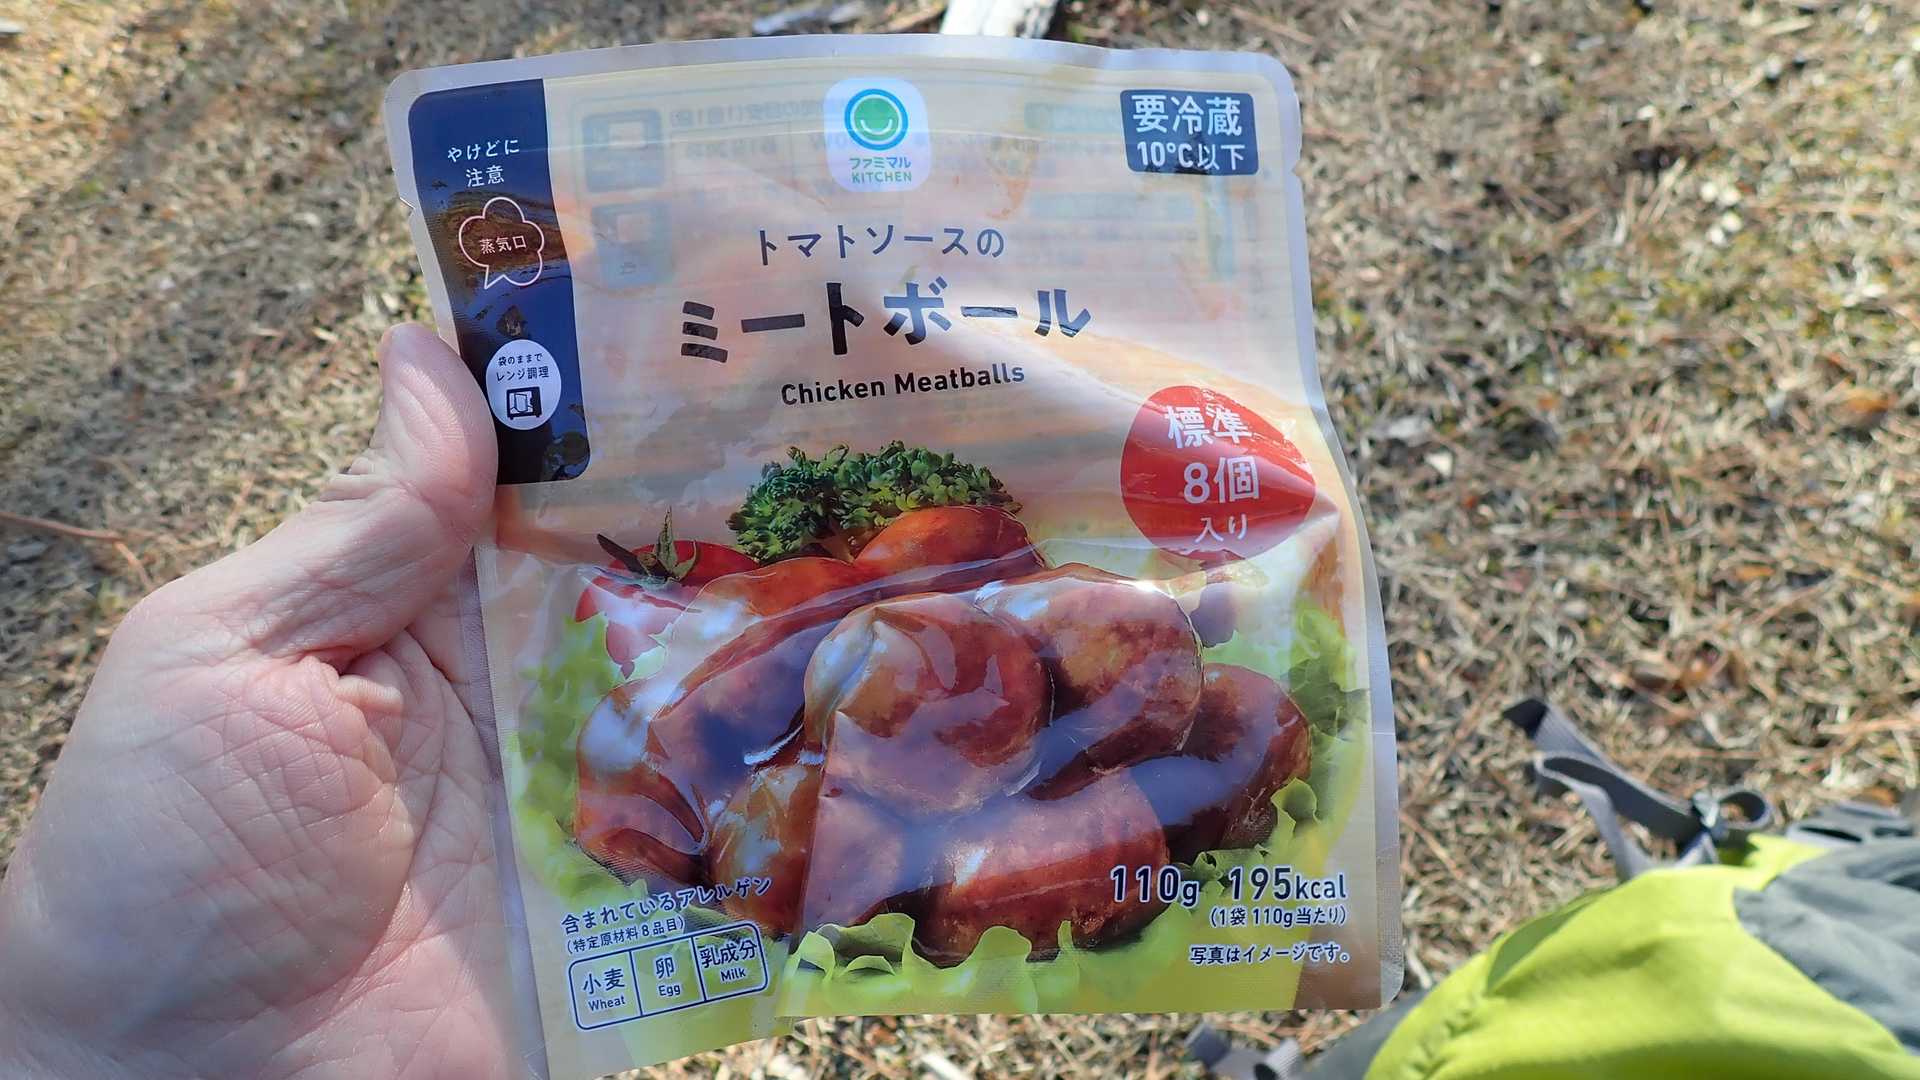 やけどに
注意
蒸気口
袋のままで
レンジ調理
ファミマル
KITCHEN
要冷蔵
10°C以下
トマトソースの
ミートボール
Chicken Meatballs
標準
8個
入り
110g 195kcal
(1袋 110g当たり)
写真はイメージです。
含まれているアレルゲン
(特定原材料8品目)
小麦
Wheat
卵
Egg
乳成分
Milk